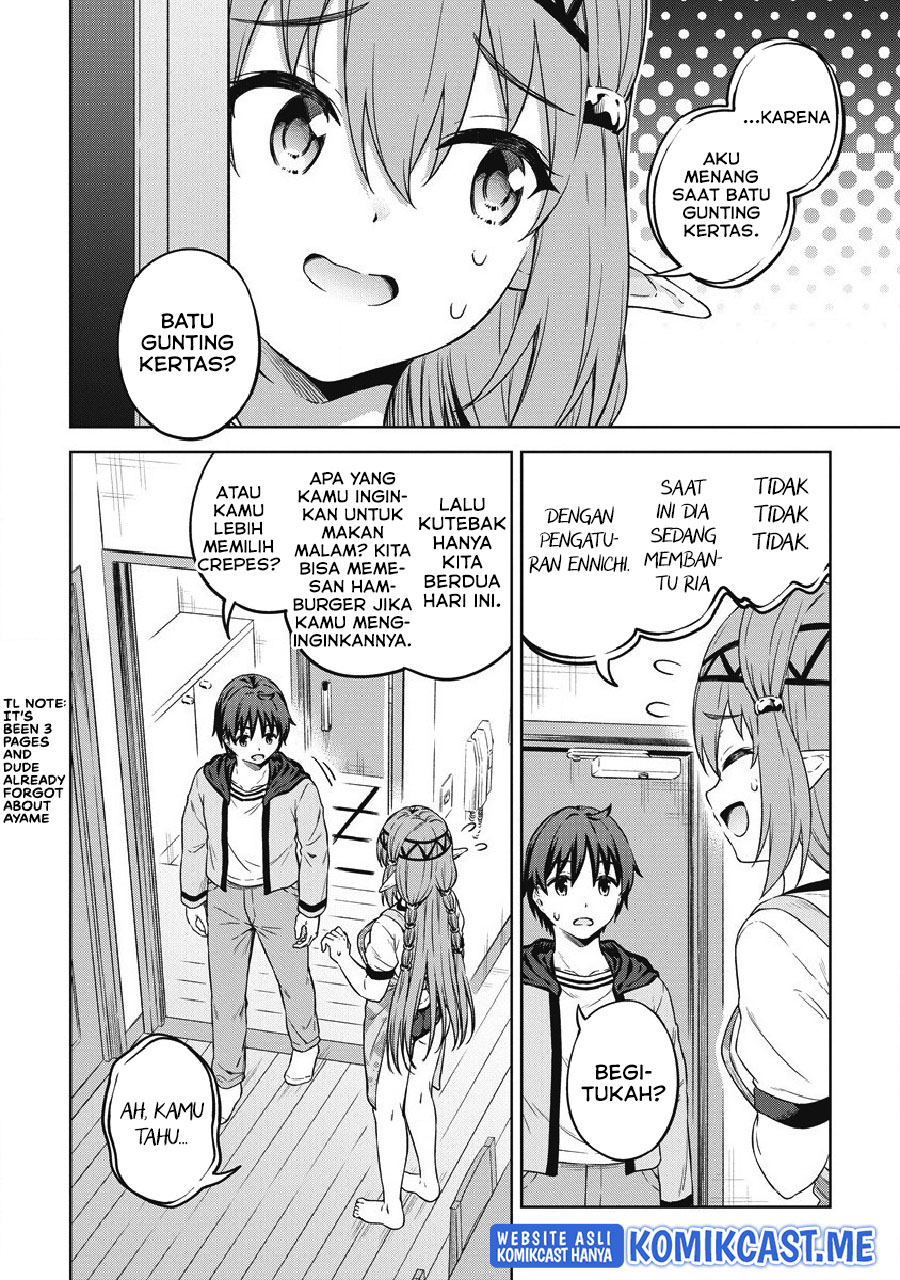 ...KARENA
AKU
MENANG
SAAT BATU
GUNTING
KERTAS.
BATU
GUNTING
KERTAS?
TIDAK
TIDAK
TIDAK.
SAAT
INI DIA
SEDANG
MEMBAN-
TU RIA
DENGAN
PENGATU-
RAN ENNICHI.
BEGI-
TUKAH?
LALU
KUTEBAK
HANYA
KITA
BERDUA
HARI INI.
APA YANG
KAMU INGIN-
KAN UNTUK
MAKAN
MALAM? KITA
BISA MEME-
SAN HAM-
BURGER JIKA
KAMU MENG-
INGINKANNYA.
ATAU
KAMU
LEBIH
MEMILIH
CREPES?
AH, KAMU
TAHU...
TL NOTE:
IT'S
BEEN 3
PAGES
AND
DUDE
ALREADY
FORGOT
ABOUT
AYAME
WEBSITE ASLI
KOMIKCAST HANYA
KOMIKCAST.ME